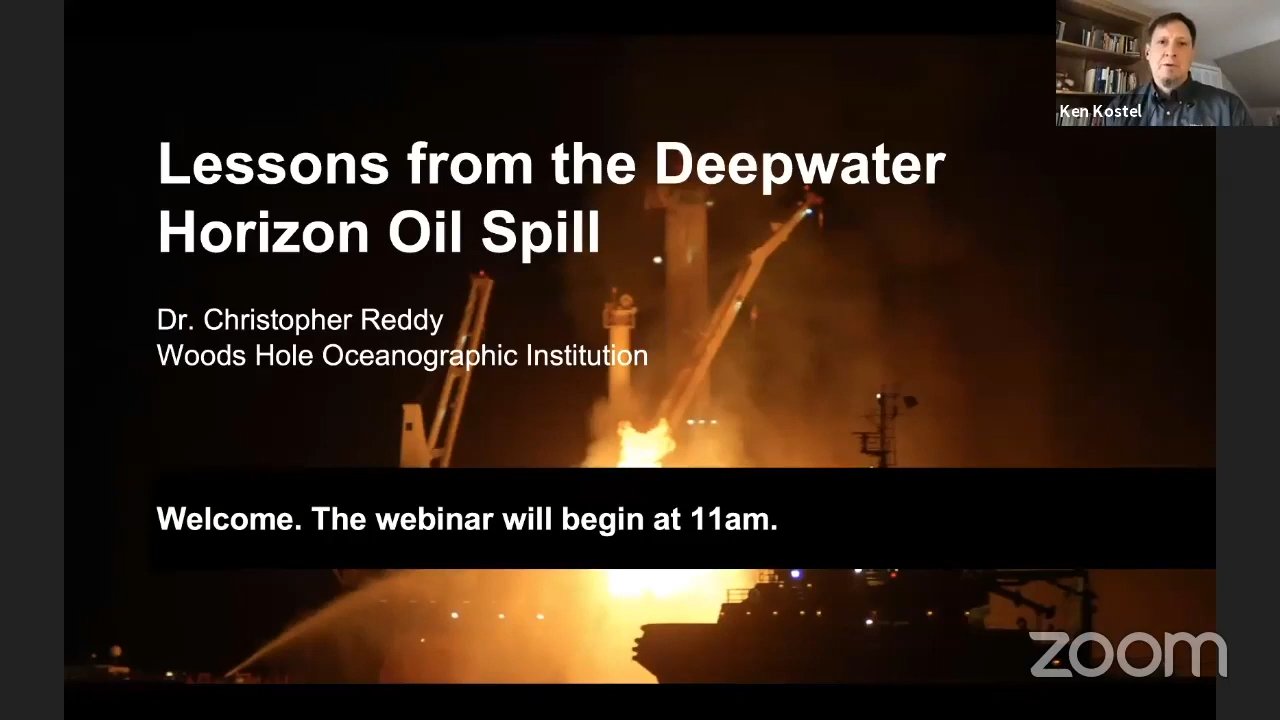 Ken Kostel
Lessons from the Deepwater
Horizon Oil Spill
Dr. Christopher Reddy
Woods Hole Oceanographic Institution
Welcome. The webinar will begin at 11am.
zoom